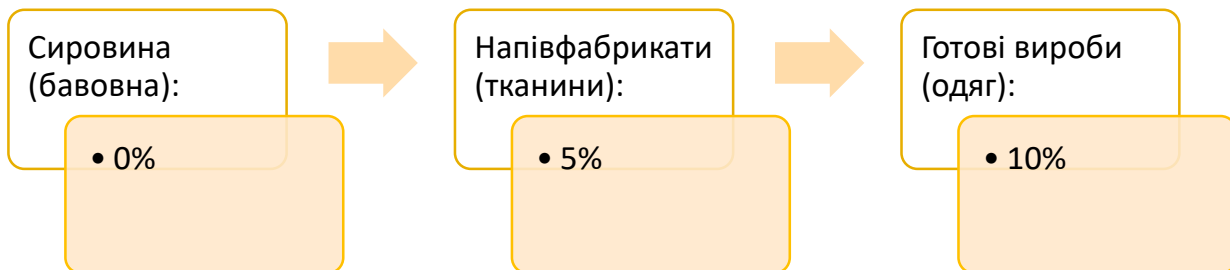 Сировина
(бавовна):
• 0%
Напівфабрикати
(тканини):
• 5%
Готові вироби
(одяг):
• 10%